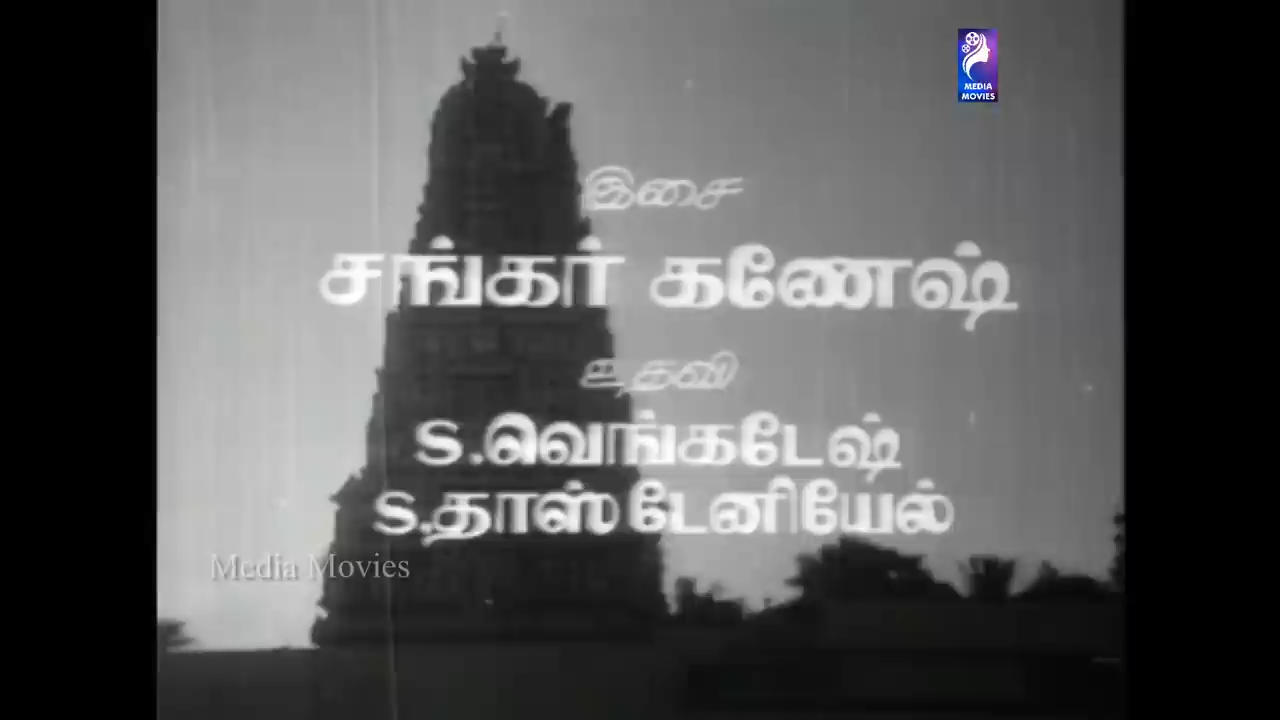 MEDIA
MOVIES
இசை
சங்கர் கணேஷ்
உதவி
S.வெங்கடேஷ்
S.தாஸ் டேனியேல்
Media Movies